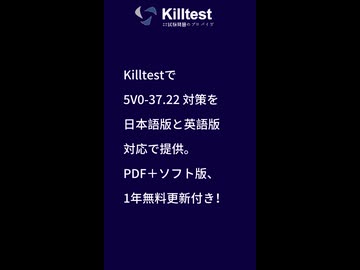 Killtest
IT試験問題のプロバイダ
Killtestで
5V0-37.22 対策を
日本語版と英語版
対応で提供。
PDF＋ソフト版、
1年無料更新付き！